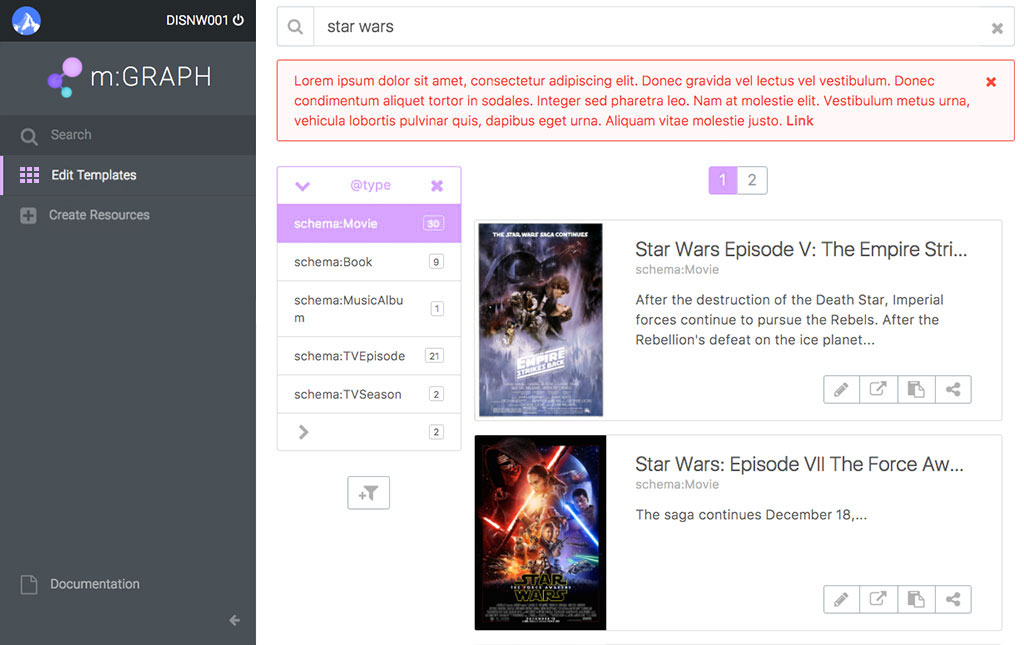 DISNW001
m:GRAPH
Search
Edit Templates
Create Resources
Documentation
star wars
Lorem ipsum dolor sit amet, consectetur adipiscing elit. Donec gravida vel lectus vel vestibulum. Donec
condimentum aliquet tortor in sodales. Integer sed pharetra leo. Nam at molestie elit. Vestibulum metus urna,
vehicula lobortis pulvinar quis, dapibus eget urna. Aliquam vitae molestie justo. Link
@type
schema:Movie 30
schema:Book 9
schema:MusicAlbu
m 1
schema:TVEpisode 21
schema:TVSeason 2
2
1 2
THE STAR WARS SAGA CONTINUES
EMPIRE
STRIKES BACK
Star Wars Episode V: The Empire Stri...
schema:Movie
After the destruction of the Death Star, Imperial
forces continue to pursue the Rebels. After the
Rebellion's defeat on the ice planet...
STAR
THE FORCE AWAKENS
WARS
DECEMBER 18
Star Wars: Episode VII The Force Aw...
schema:Movie
The saga continues December 18,...